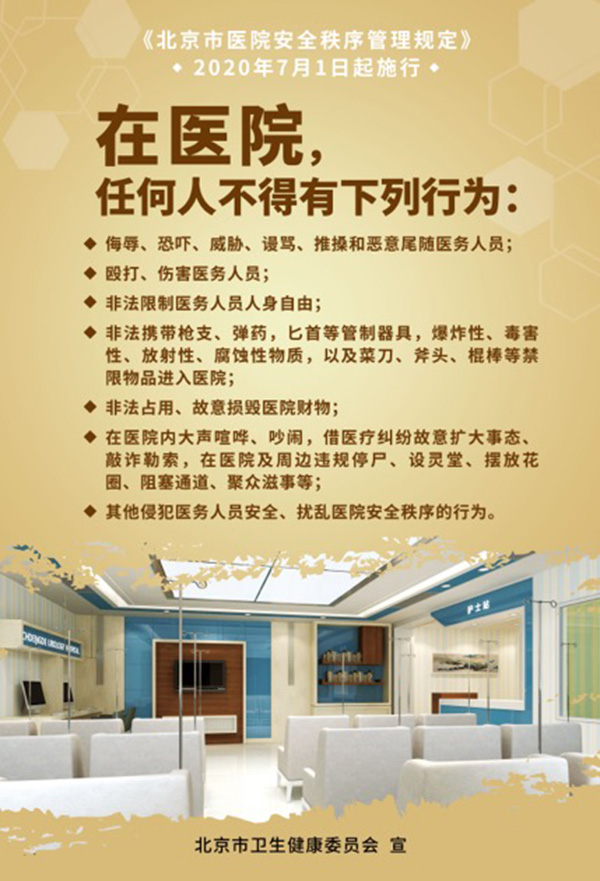 《北京市医院安全秩序管理规定》
2020年7月1日起施行
在医院，
任何人不得有下列行为：
侮辱、恐吓、威胁、谩骂、推搡和恶意尾随医务人员；
殴打、伤害医务人员；
非法限制医务人员人身自由；
非法携带枪支、弹药，匕首等管制器具，爆炸性、毒害
性、放射性、腐蚀性物质，以及菜刀、斧头、棍棒等禁
限物品进入医院；
非法占用、故意损毁医院财物；
在医院内大声喧哗、吵闹，借医疗纠纷故意扩大事态、
敲诈勒索，在医院及周边违规停尸、设灵堂、摆放花
圈、阻塞通道、聚众滋事等；
其他侵犯医务人员安全、扰乱医院安全秩序的行为。
护士站
北京市卫生健康委员会 宣